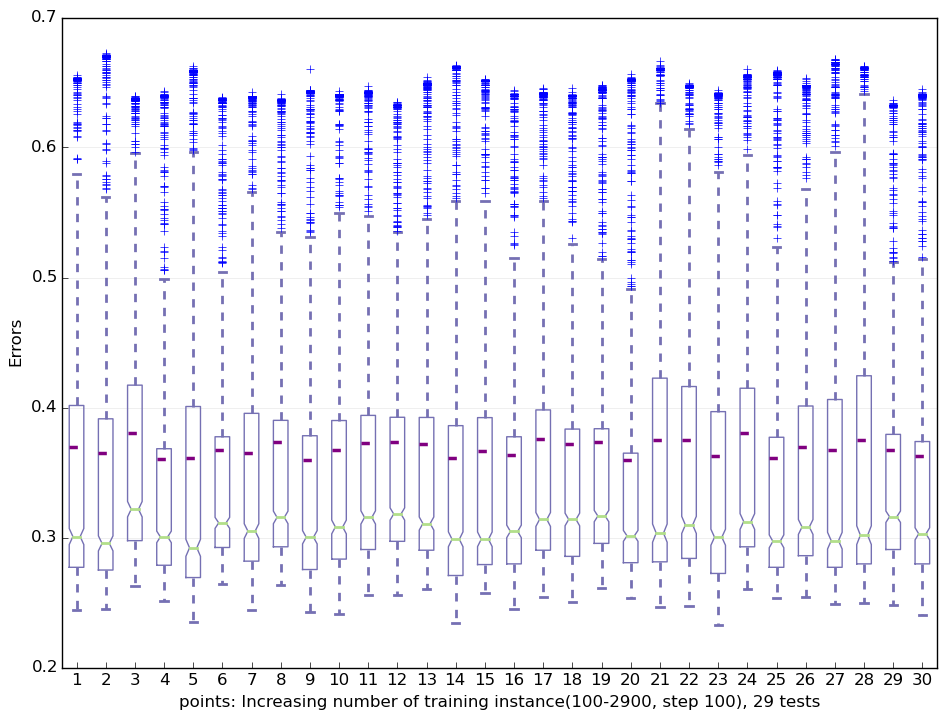 0.7
0.6
0.5
0.4
0.3
0.2
Errors
1 2 3 4 5 6 7 8 9 10 11 12 13 14 15 16 17 18 19 20 21 22 23 24 25 26 27 28 29 30
points: Increasing number of training instance(100-2900, step 100), 29 tests